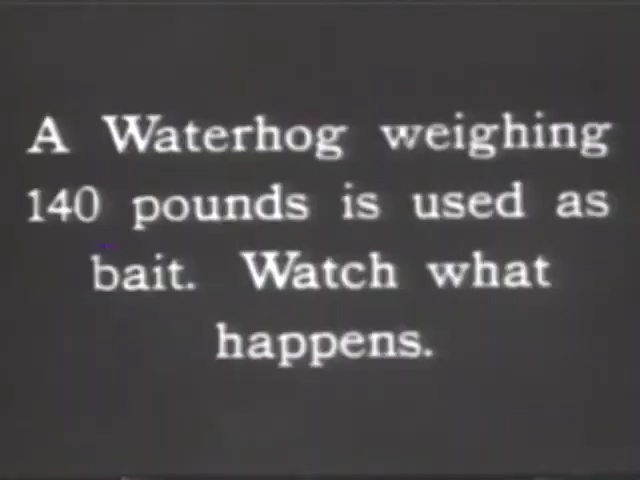 A Waterhog weighing
140 pounds is used as
bait. Watch what
happens.